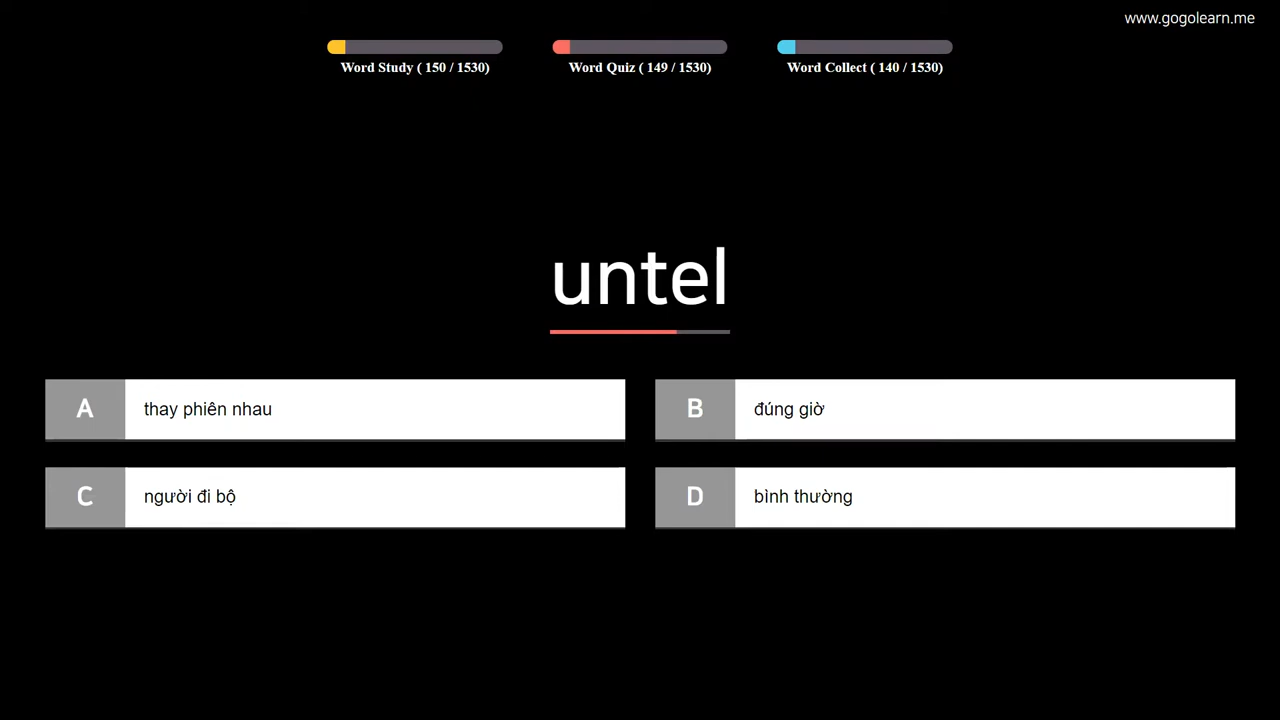 www.gogolearn.me
Word Study ( 150 / 1530)
Word Quiz ( 149 / 1530)
Word Collect ( 140 / 1530)
untel
A thay phiên nhau
B đúng giờ
C người đi bộ
D bình thường